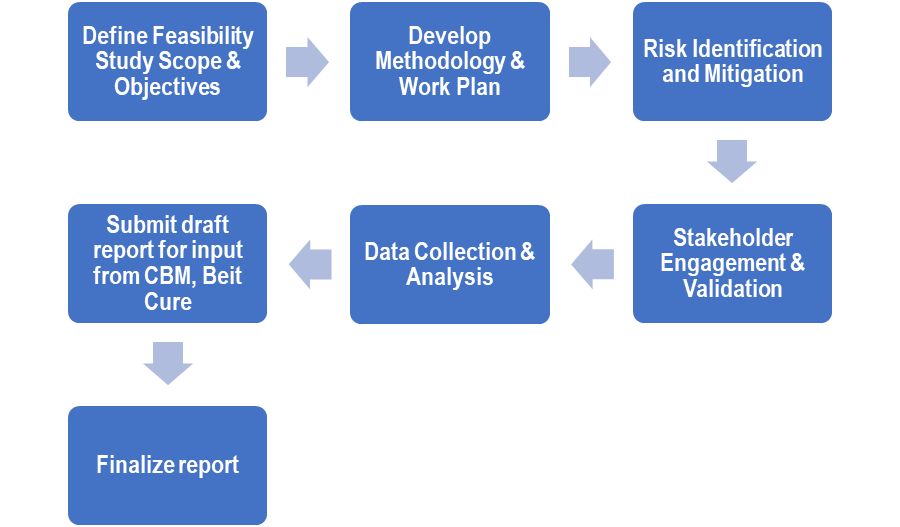 Define Feasibility
Study Scope &
Objectives
Develop
Methodology &
Work Plan
Risk Identification
and Mitigation
Stakeholder
Engagement &
Validation
Data Collection &
Analysis
Submit draft
report for input
from CBM, Beit
Cure
Finalize report